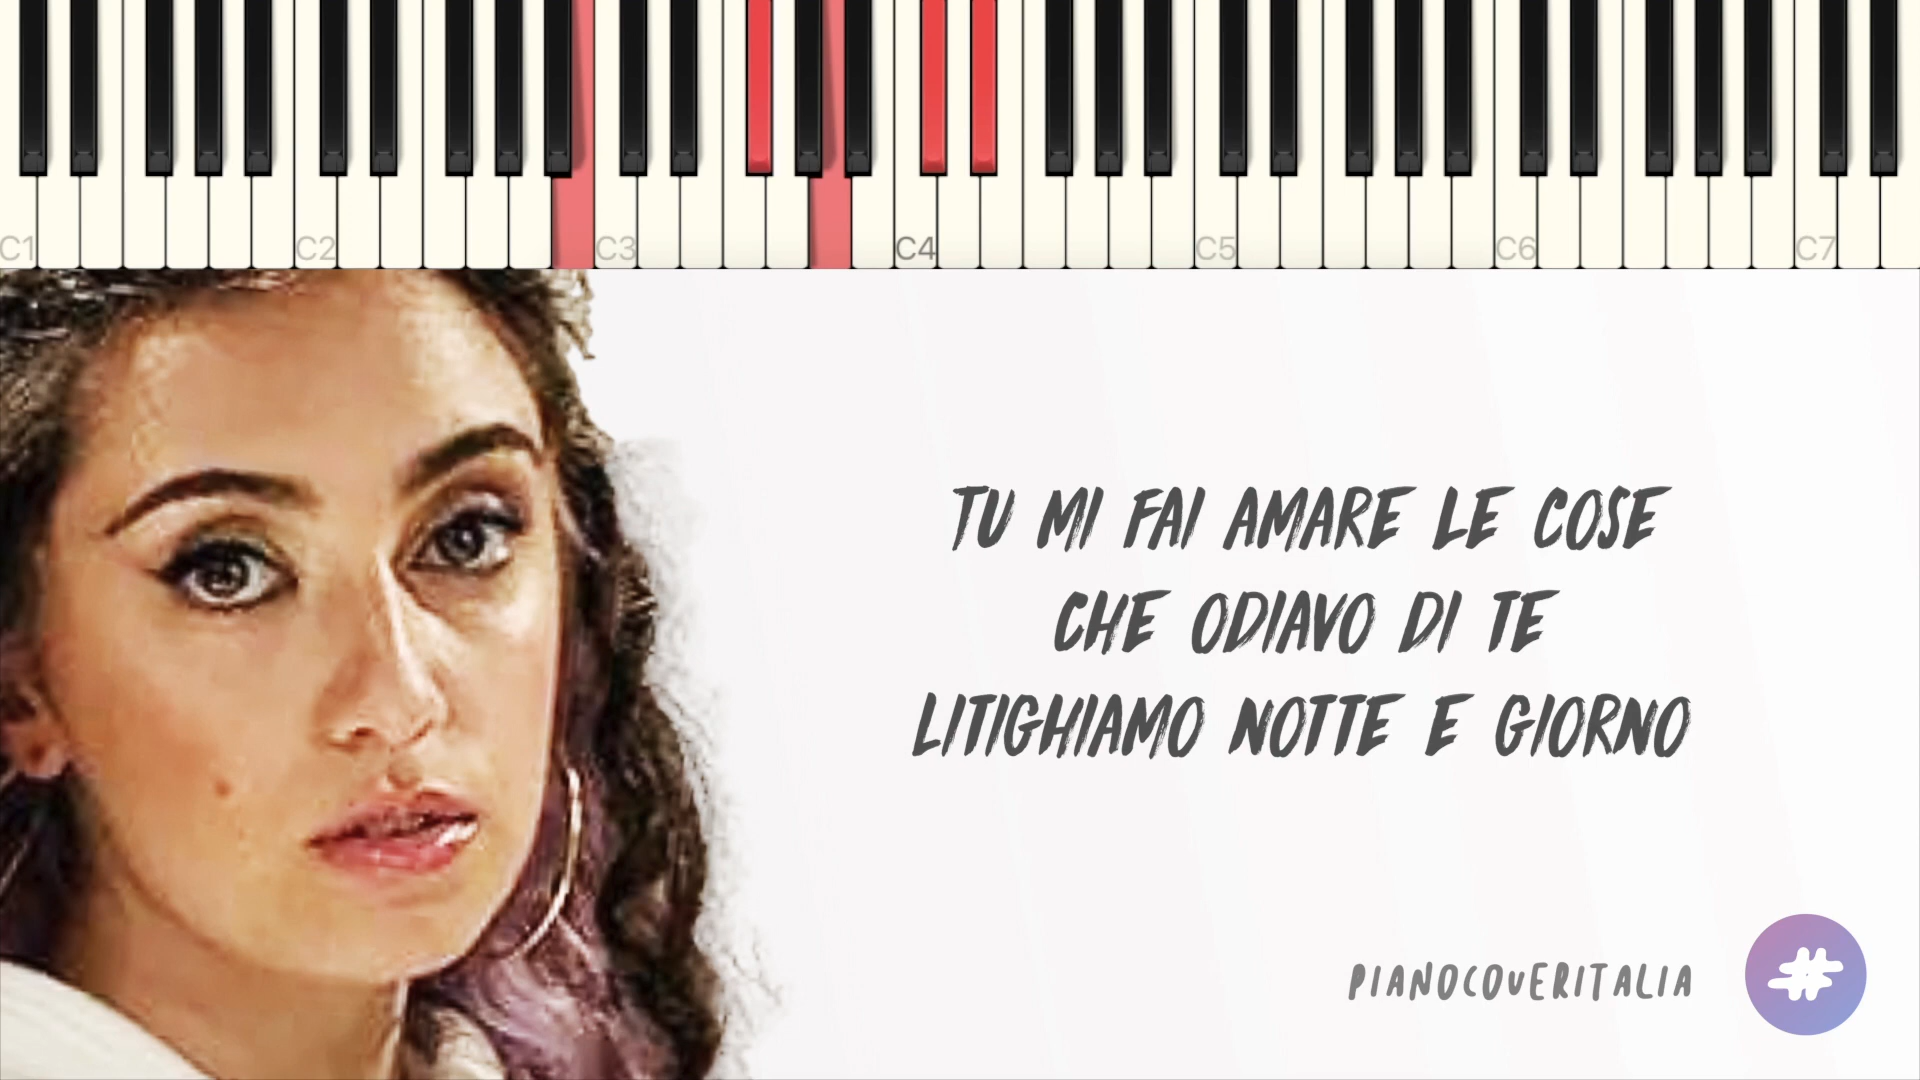 C1 C2 C3 C4 C5 C6 C7
TU MI FAI AMARE LE COSE
CHE ODIAVO DI TE
LITIGHIAMO NOTTE E GIORNO
PIANOCOVERITALIA #